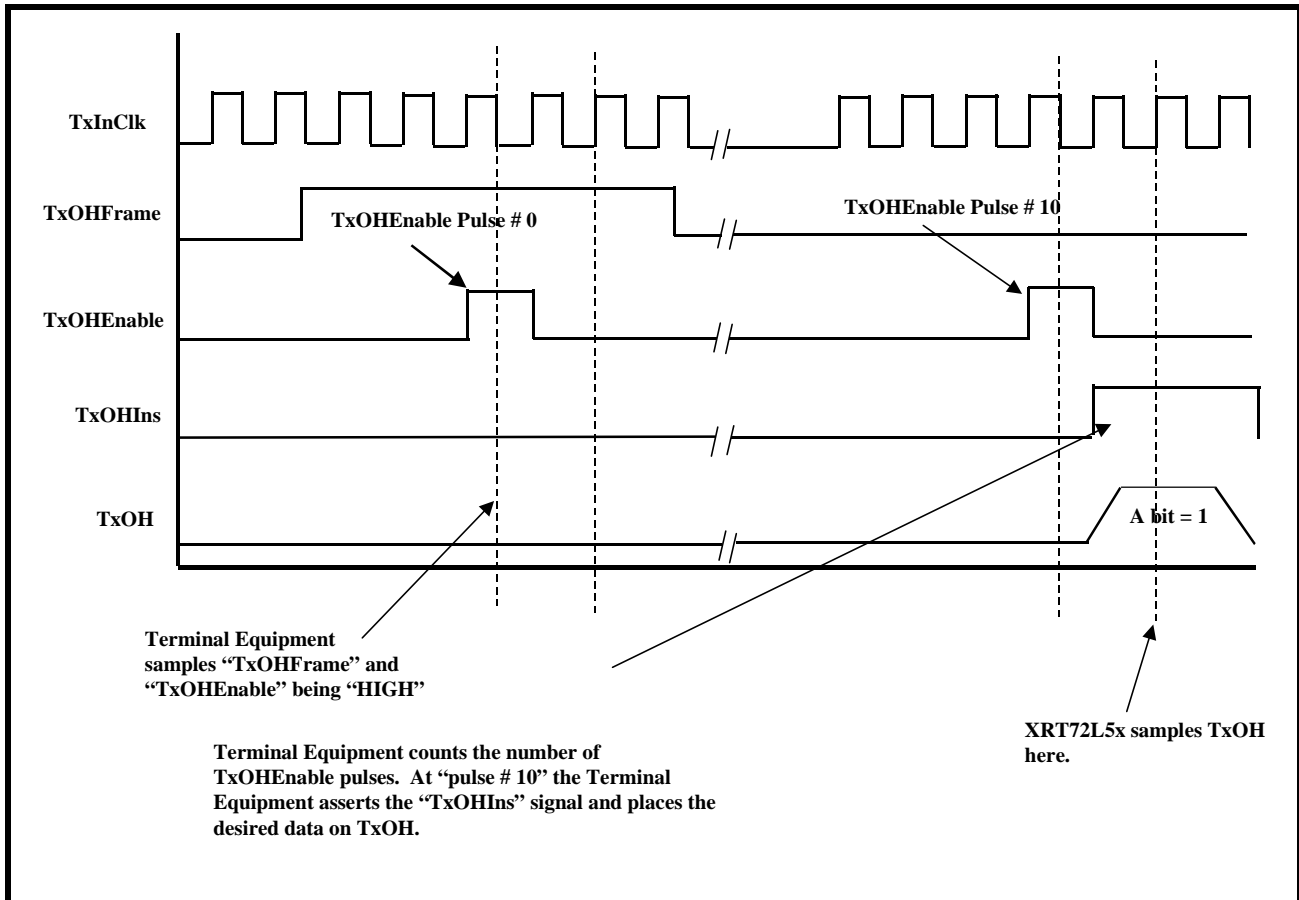 TxInClk
TxOHFrame
TxOHEnable Pulse # 0
TxOHEnable Pulse # 10
TxOHEnable
TxOHIns
TxOH
A bit = 1
Terminal Equipment
samples “TxOHFrame” and
“TxOHEnable” being “HIGH”
XRT72L5x samples TxOH
here.
Terminal Equipment counts the number of
TxOHEnable pulses. At “pulse # 10” the Terminal
Equipment asserts the “TxOHIns” signal and places the
desired data on TxOH.